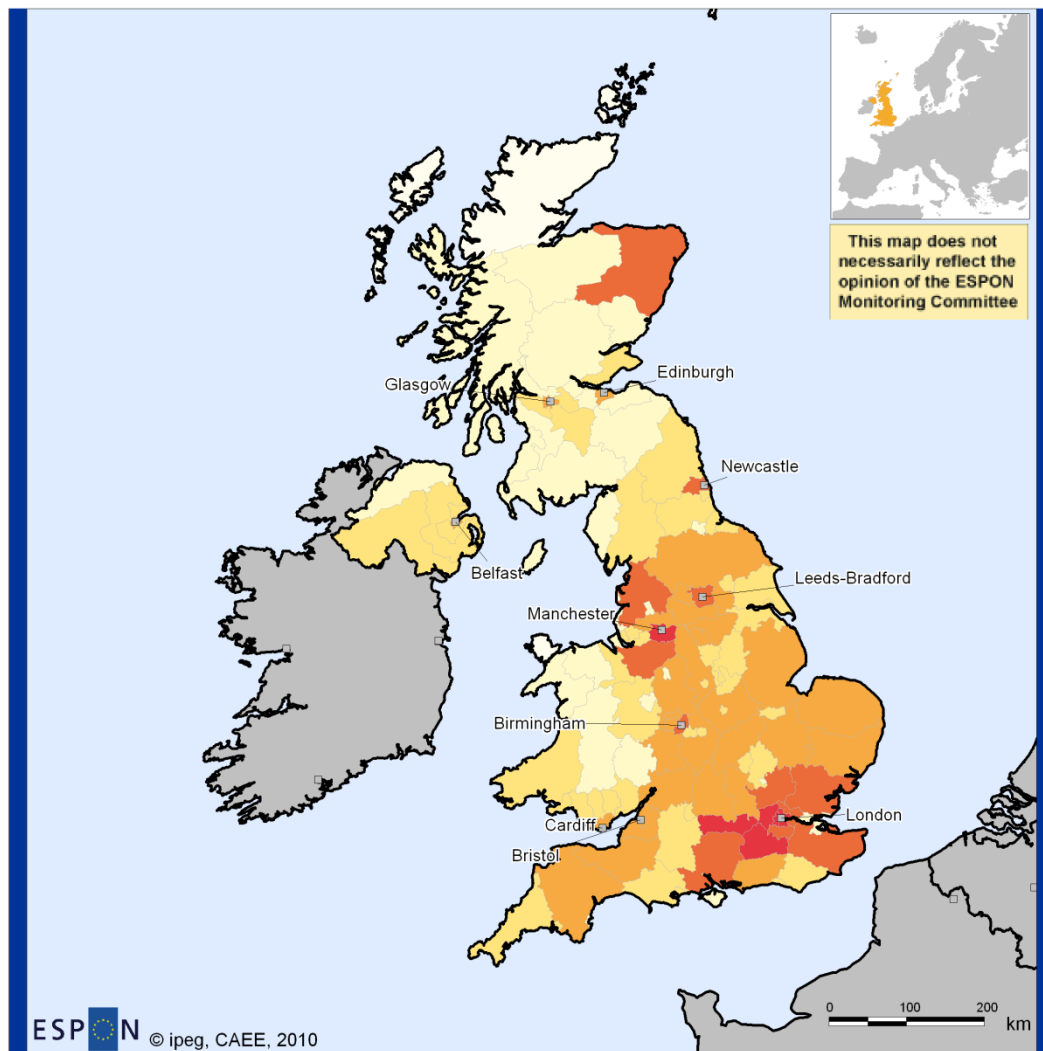 This map does not
necessarily reflect the
opinion of the ESPON
Monitoring Committee
Glasgow
Edinburgh
Newcastle
Belfast
Leeds-Bradford
Manchester
Birmingham
Cardiff
London
Bristol
0 100 200
km
ESPON © ipeg, CAEE, 2010